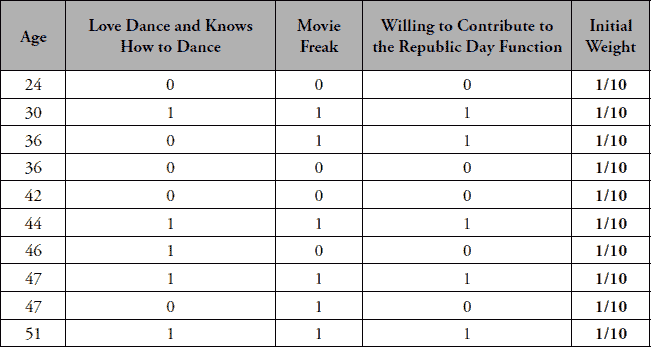 Age Love Dance and Knows How to Dance Movie Freak Willing to Contribute to the Republic Day Function Initial Weight
24 0 0 0 1/10
30 1 1 1 1/10
36 0 1 1 1/10
36 0 0 0 1/10
42 0 0 0 1/10
44 1 1 1 1/10
46 1 0 0 1/10
47 1 1 1 1/10
47 0 1 0 1/10
51 1 1 1 1/10